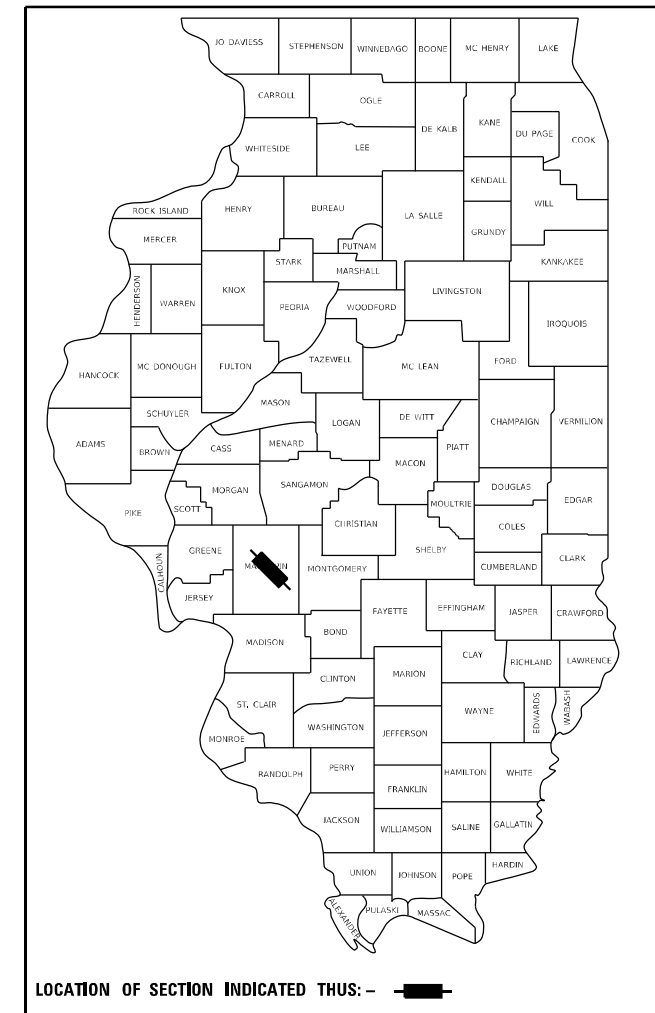 JO DAVIESS
STEPHENSON
WINNEBAGO
BOONE
MC HENRY
LAKE
CARROLL
OGLE
DE KALB
KANE
DU PAGE
COOK
WHITESIDE
LEE
KENDALL
WILL
ROCK ISLAND
HENRY
BUREAU
LA SALLE
GRUNDY
MERCER
PUTNAM
KANKAKEE
STARK
MARSHALL
HENDERSON
WARREN
KNOX
PEORIA
WOODFORD
LIVINGSTON
IROQUOIS
HANCOCK
MC DONOUGH
FULTON
TAZEWELL
MC LEAN
FORD
MASON
SCHUYLER
LOGAN
DE WITT
CHAMPAIGN
VERMILION
ADAMS
BROWN
CASS
MENARD
PIATT
MACON
MORGAN
SANGAMON
DOUGLAS
EDGAR
PIKE
SCOTT
CHRISTIAN
MOULTRIE
COLES
GREENE
MONTGOMERY
SHELBY
CLARK
CALHOUN
CUMBERLAND
JERSEY
FAYETTE
EFFINGHAM
JASPER
CRAWFORD
MADISON
BOND
CLAY
RICHLAND
LAWRENCE
MARION
CLINTON
ST. CLAIR
WAYNE
EDWARDS
WABASH
WASHINGTON
JEFFERSON
MONROE
RANDOLPH
PERRY
HAMILTON
WHITE
FRANKLIN
JACKSON
WILLIAMSON
SALINE
GALLATIN
UNION
JOHNSON
POPE
HARDIN
ALEXANDER
PULASKI
MASSAC
LOCATION OF SECTION INDICATED THUS: –